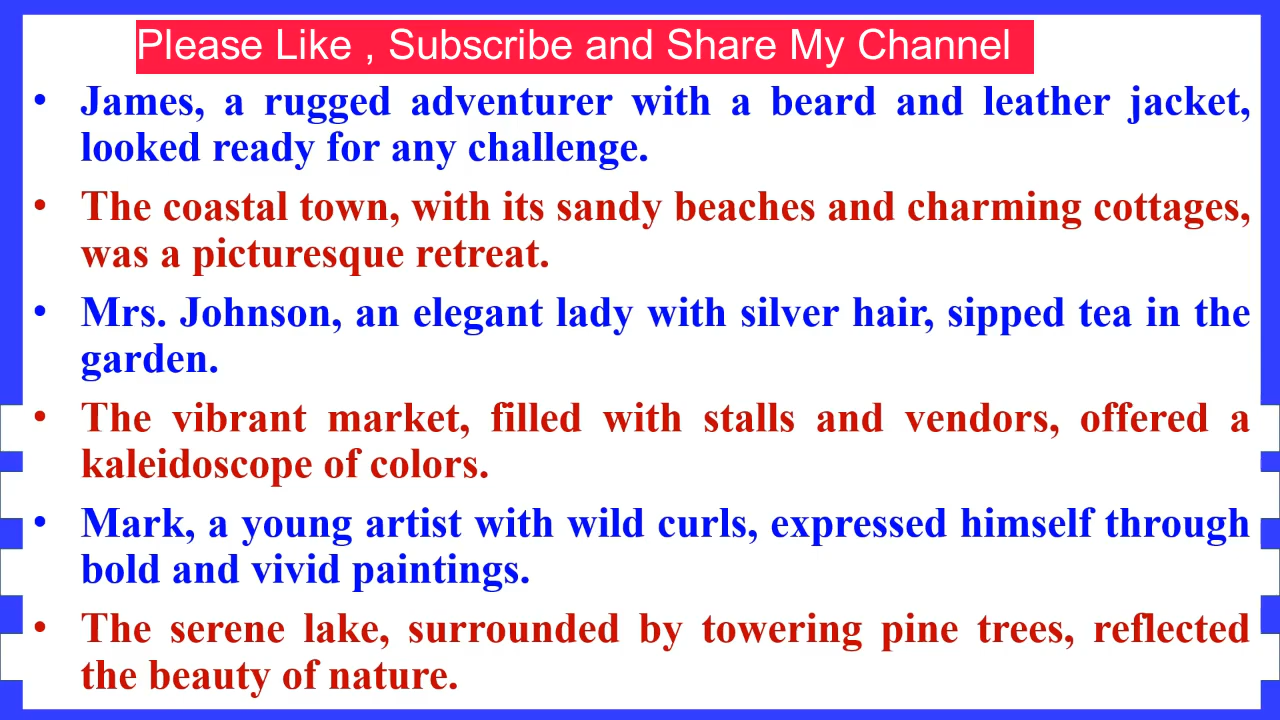 Please Like , Subscribe and Share My Channel
• James, a rugged adventurer with a beard and leather jacket,
looked ready for any challenge.
• The coastal town, with its sandy beaches and charming cottages,
was a picturesque retreat.
• Mrs. Johnson, an elegant lady with silver hair, sipped tea in the
garden.
• The vibrant market, filled with stalls and vendors, offered a
kaleidoscope of colors.
• Mark, a young artist with wild curls, expressed himself through
bold and vivid paintings.
• The serene lake, surrounded by towering pine trees, reflected
the beauty of nature.